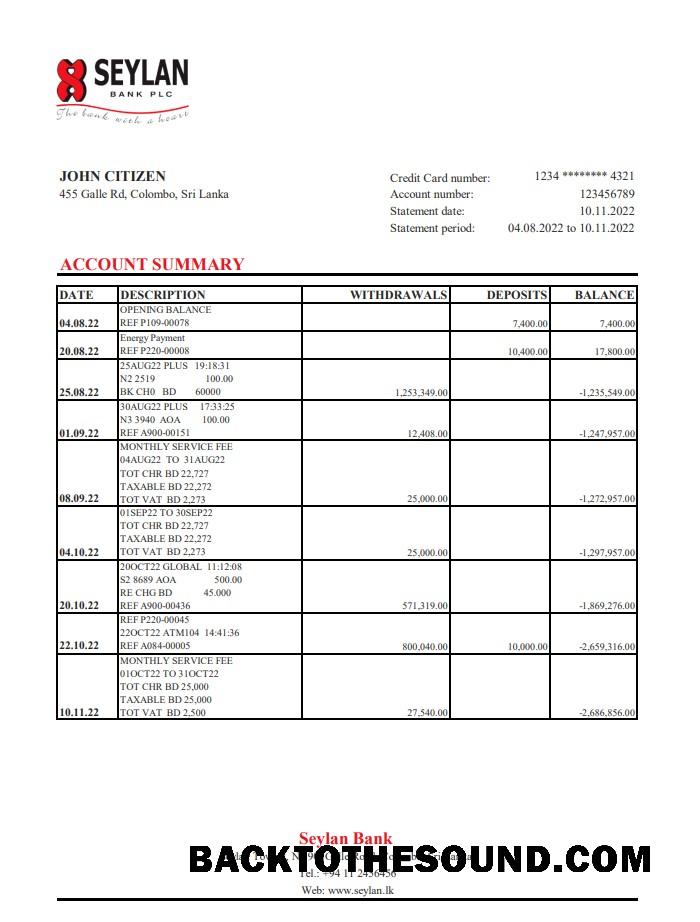 SEYLAN
BANK PLC
The bank with a heart
JOHN CITIZEN
455 Galle Rd, Colombo, Sri Lanka
Credit Card number: 1234 ******** 4321
Account number: 123456789
Statement date: 10.11.2022
Statement period: 04.08.2022 to 10.11.2022
ACCOUNT SUMMARY
DATE DESCRIPTION WITHDRAWALS DEPOSITS BALANCE
OPENING BALANCE
04.08.22 REF P109-00078 7,400.00 7,400.00
Energy Payment
20.08.22 REF P220-00008 10,400.00 17,800.00
25AUG22 PLUS 19:18:31
N2 2519 100.00
25.08.22 BK CH0 BD 60000 1,253,349.00 -1,235,549.00
30AUG22 PLUS 17:33:25
N3 3940 AOA 100.00
01.09.22 REF A900-00151 12,408.00 -1,247,957.00
MONTHLY SERVICE FEE
04AUG22 TO 31AUG22
TOT CHR BD 22,727
TAXABLE BD 22,272
08.09.22 TOT VAT BD 2,273 25,000.00 -1,272,957.00
01SEP22 TO 30SEP22
TOT CHR BD 22,727
TAXABLE BD 22,272
04.10.22 TOT VAT BD 2,273 25,000.00 -1,297,957.00
20OCT22 GLOBAL 11:12:08
S2 8689 AOA 500.00
RE CHG BD 45.000
20.10.22 REF A900-00436 571,319.00 -1,869,276.00
REF P220-00045
22OCT22 ATM104 14:41:36
22.10.22 REF A084-00005 800,040.00 10,000.00 -2,659,316.00
MONTHLY SERVICE FEE
01OCT22 TO 31OCT22
TOT CHR BD 25,000
TAXABLE BD 25,000
10.11.22 TOT VAT BD 2,500 27,540.00 -2,686,856.00
Seylan Bank
BACKTOTHESOUND.COM
Tel.: +94 11 2456456
Web: www.seylan.lk